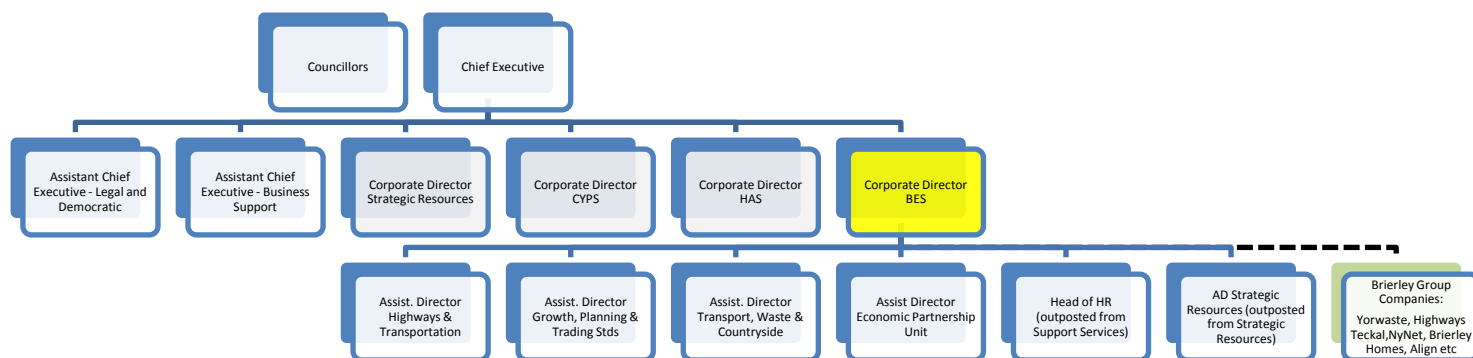 Councillors
Chief Executive
Assistant Chief
Executive - Legal and
Democratic
Assistant Chief
Executive - Business
Support
Corporate Director
Strategic Resources
Corporate Director
CYPS
Corporate Director
HAS
Corporate Director
BES
Assist. Director
Highways &
Transportation
Assist. Director
Growth, Planning &
Trading Stds
Assist. Director
Transport, Waste &
Countryside
Assist Director
Economic Partnership
Unit
Head of HR
(outposted from
Support Services)
AD Strategic
Resources (outposted
from Strategic
Resources)
Brierley Group
Companies:
Yorwaste, Highways
Teckal,NyNet, Brierley
Homes, Align etc